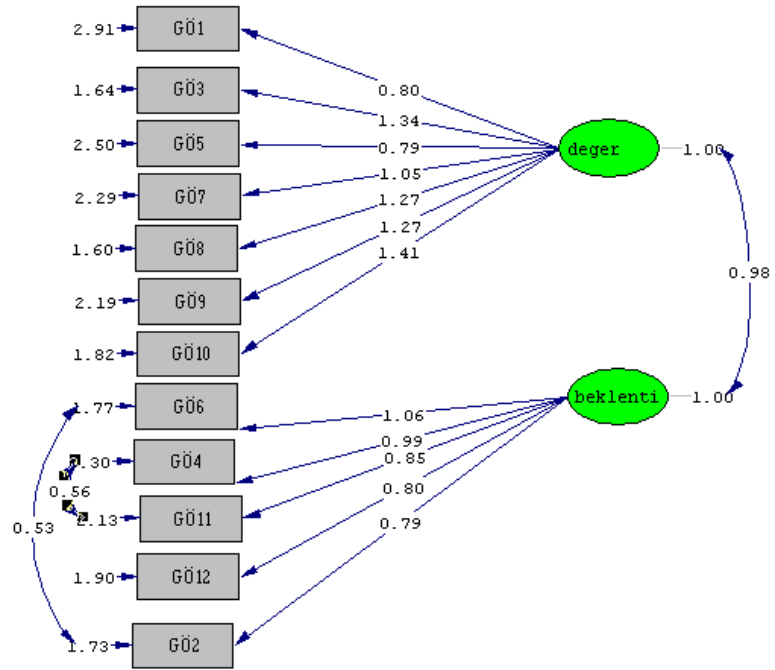 2.91 GÖ1
0.80
1.64 GÖ3
1.34
2.50 GÖ5
0.79
deger 1.00
1.05
2.29 GÖ7
1.27
1.60 GÖ8
1.27
1.41
0.98
2.19 GÖ9
1.82 GÖ10
beklenti 1.00
1.77 GÖ6
1.06
0.99
.30 GÖ4
0.85
0.56
0.80
2.13 GÖ11
0.79
0.53
1.90 GÖ12
1.73 GÖ2